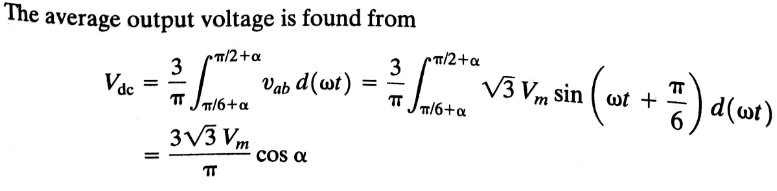 The average output voltage is found from
V_dc = 3/π ∫_{π/6+α}^{π/2+α} v_ab d(ωt) = 3/π ∫_{π/6+α}^{π/2+α} √3 V_m sin (ωt + π/6) d(ωt)
= 3√3 V_m/π cos α